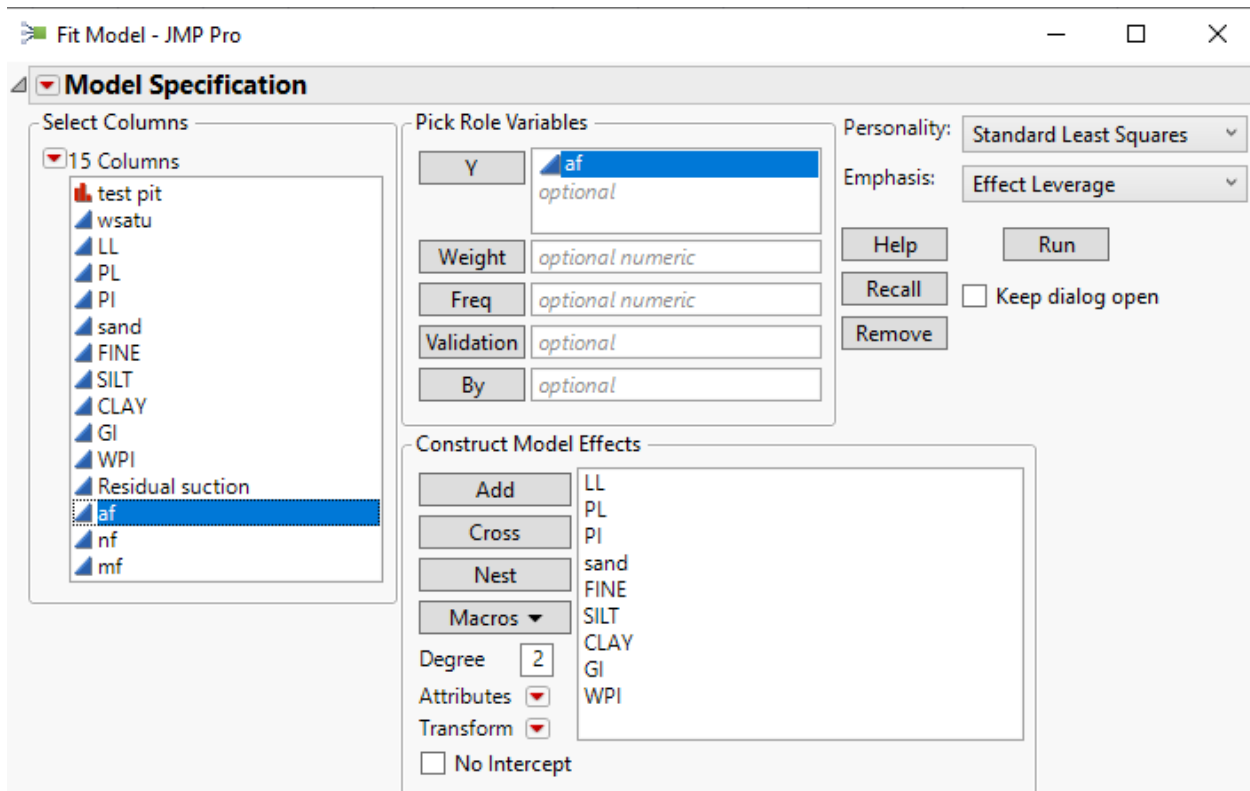 Fit Model - JMP Pro
Model Specification
Select Columns
15 Columns
test pit
wsatu
LL
PL
PI
sand
FINE
SILT
CLAY
GI
WPI
Residual suction
af
nf
mf
Pick Role Variables
Y
af
optional
Weight
optional numeric
Freq
optional numeric
Validation
optional
By
optional
Personality:
Standard Least Squares
Emphasis:
Effect Leverage
Help
Run
Recall
Keep dialog open
Remove
Construct Model Effects
Add
Cross
Nest
Macros
Degree
2
Attributes
Transform
No Intercept
LL
PL
PI
sand
FINE
SILT
CLAY
GI
WPI